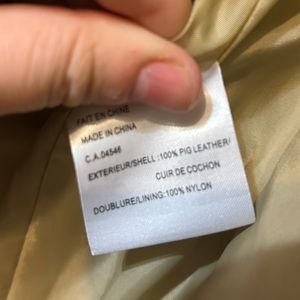 FAIT EN CHINE
MADE IN CHINA
C.A.04546
EXTERIEUR/SHELL :100% PIG LEATHER/
CUIR DE COCHON
DOUBLURE/LINING:100% NYLON